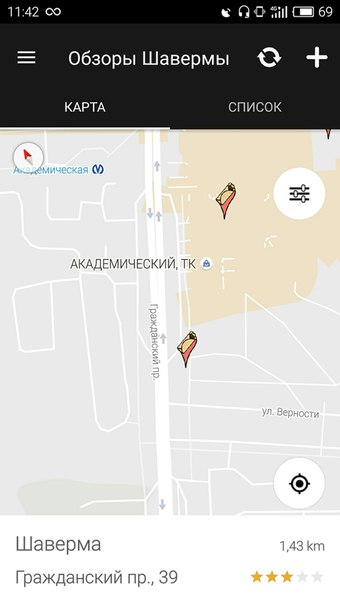 11:42
4G
69
Обзоры Шавермы
КАРТА
СПИСОК
Академическая
АКАДЕМИЧЕСКИЙ, ТК
Гражданский пр.
ул. Верности
Шаверма
1,43 km
Гражданский пр., 39